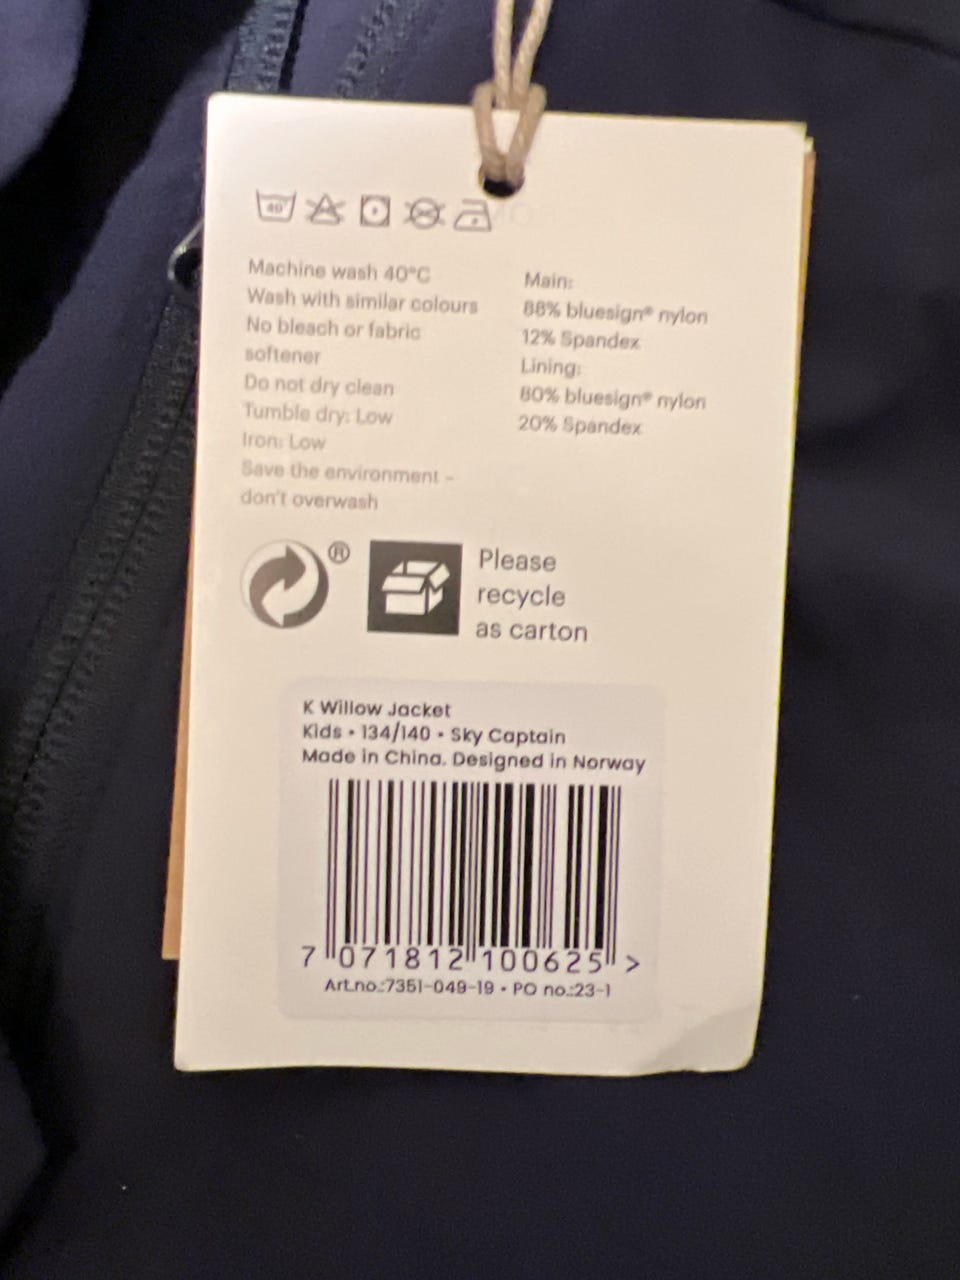 40°
Machine wash 40°C
Wash with similar colours
No bleach or fabric
softener
Do not dry clean
Tumble dry: Low
Iron: Low
Save the environment -
don't overwash
Main:
88% bluesign® nylon
12% Spandex
Lining:
80% bluesign® nylon
20% Spandex
®
Please
recycle
as carton
K Willow Jacket
Kids • 134/140 • Sky Captain
Made in China. Designed in Norway
7 071812 100625 >
Art.no.:7351-049-19 • PO no.:23-1